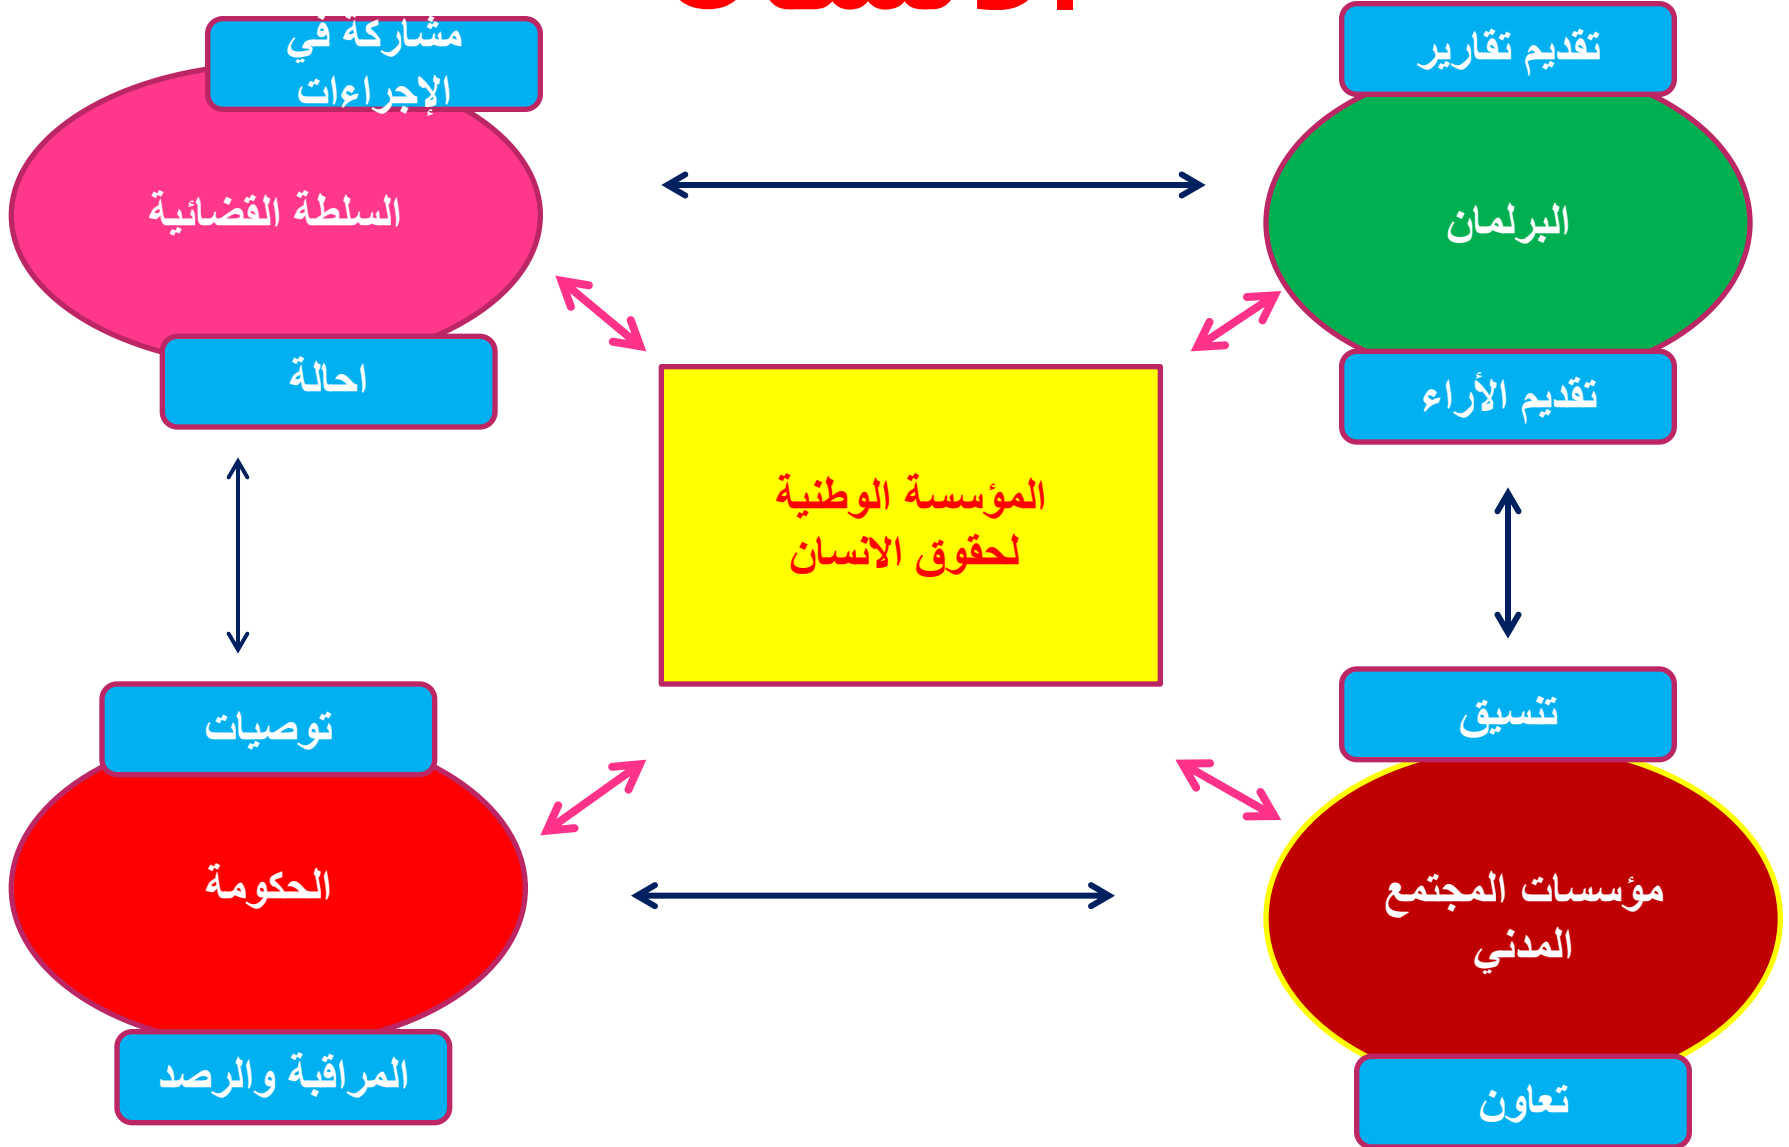 تقديم تقارير
البرلمان
تقديم الأراء
مشاركة في
الإجراءات
السلطة القضائية
احالة
المؤسسة الوطنية
لحقوق الانسان
تنسيق
مؤسسات المجتمع
المدني
تعاون
توصيات
الحكومة
المراقبة والرصد